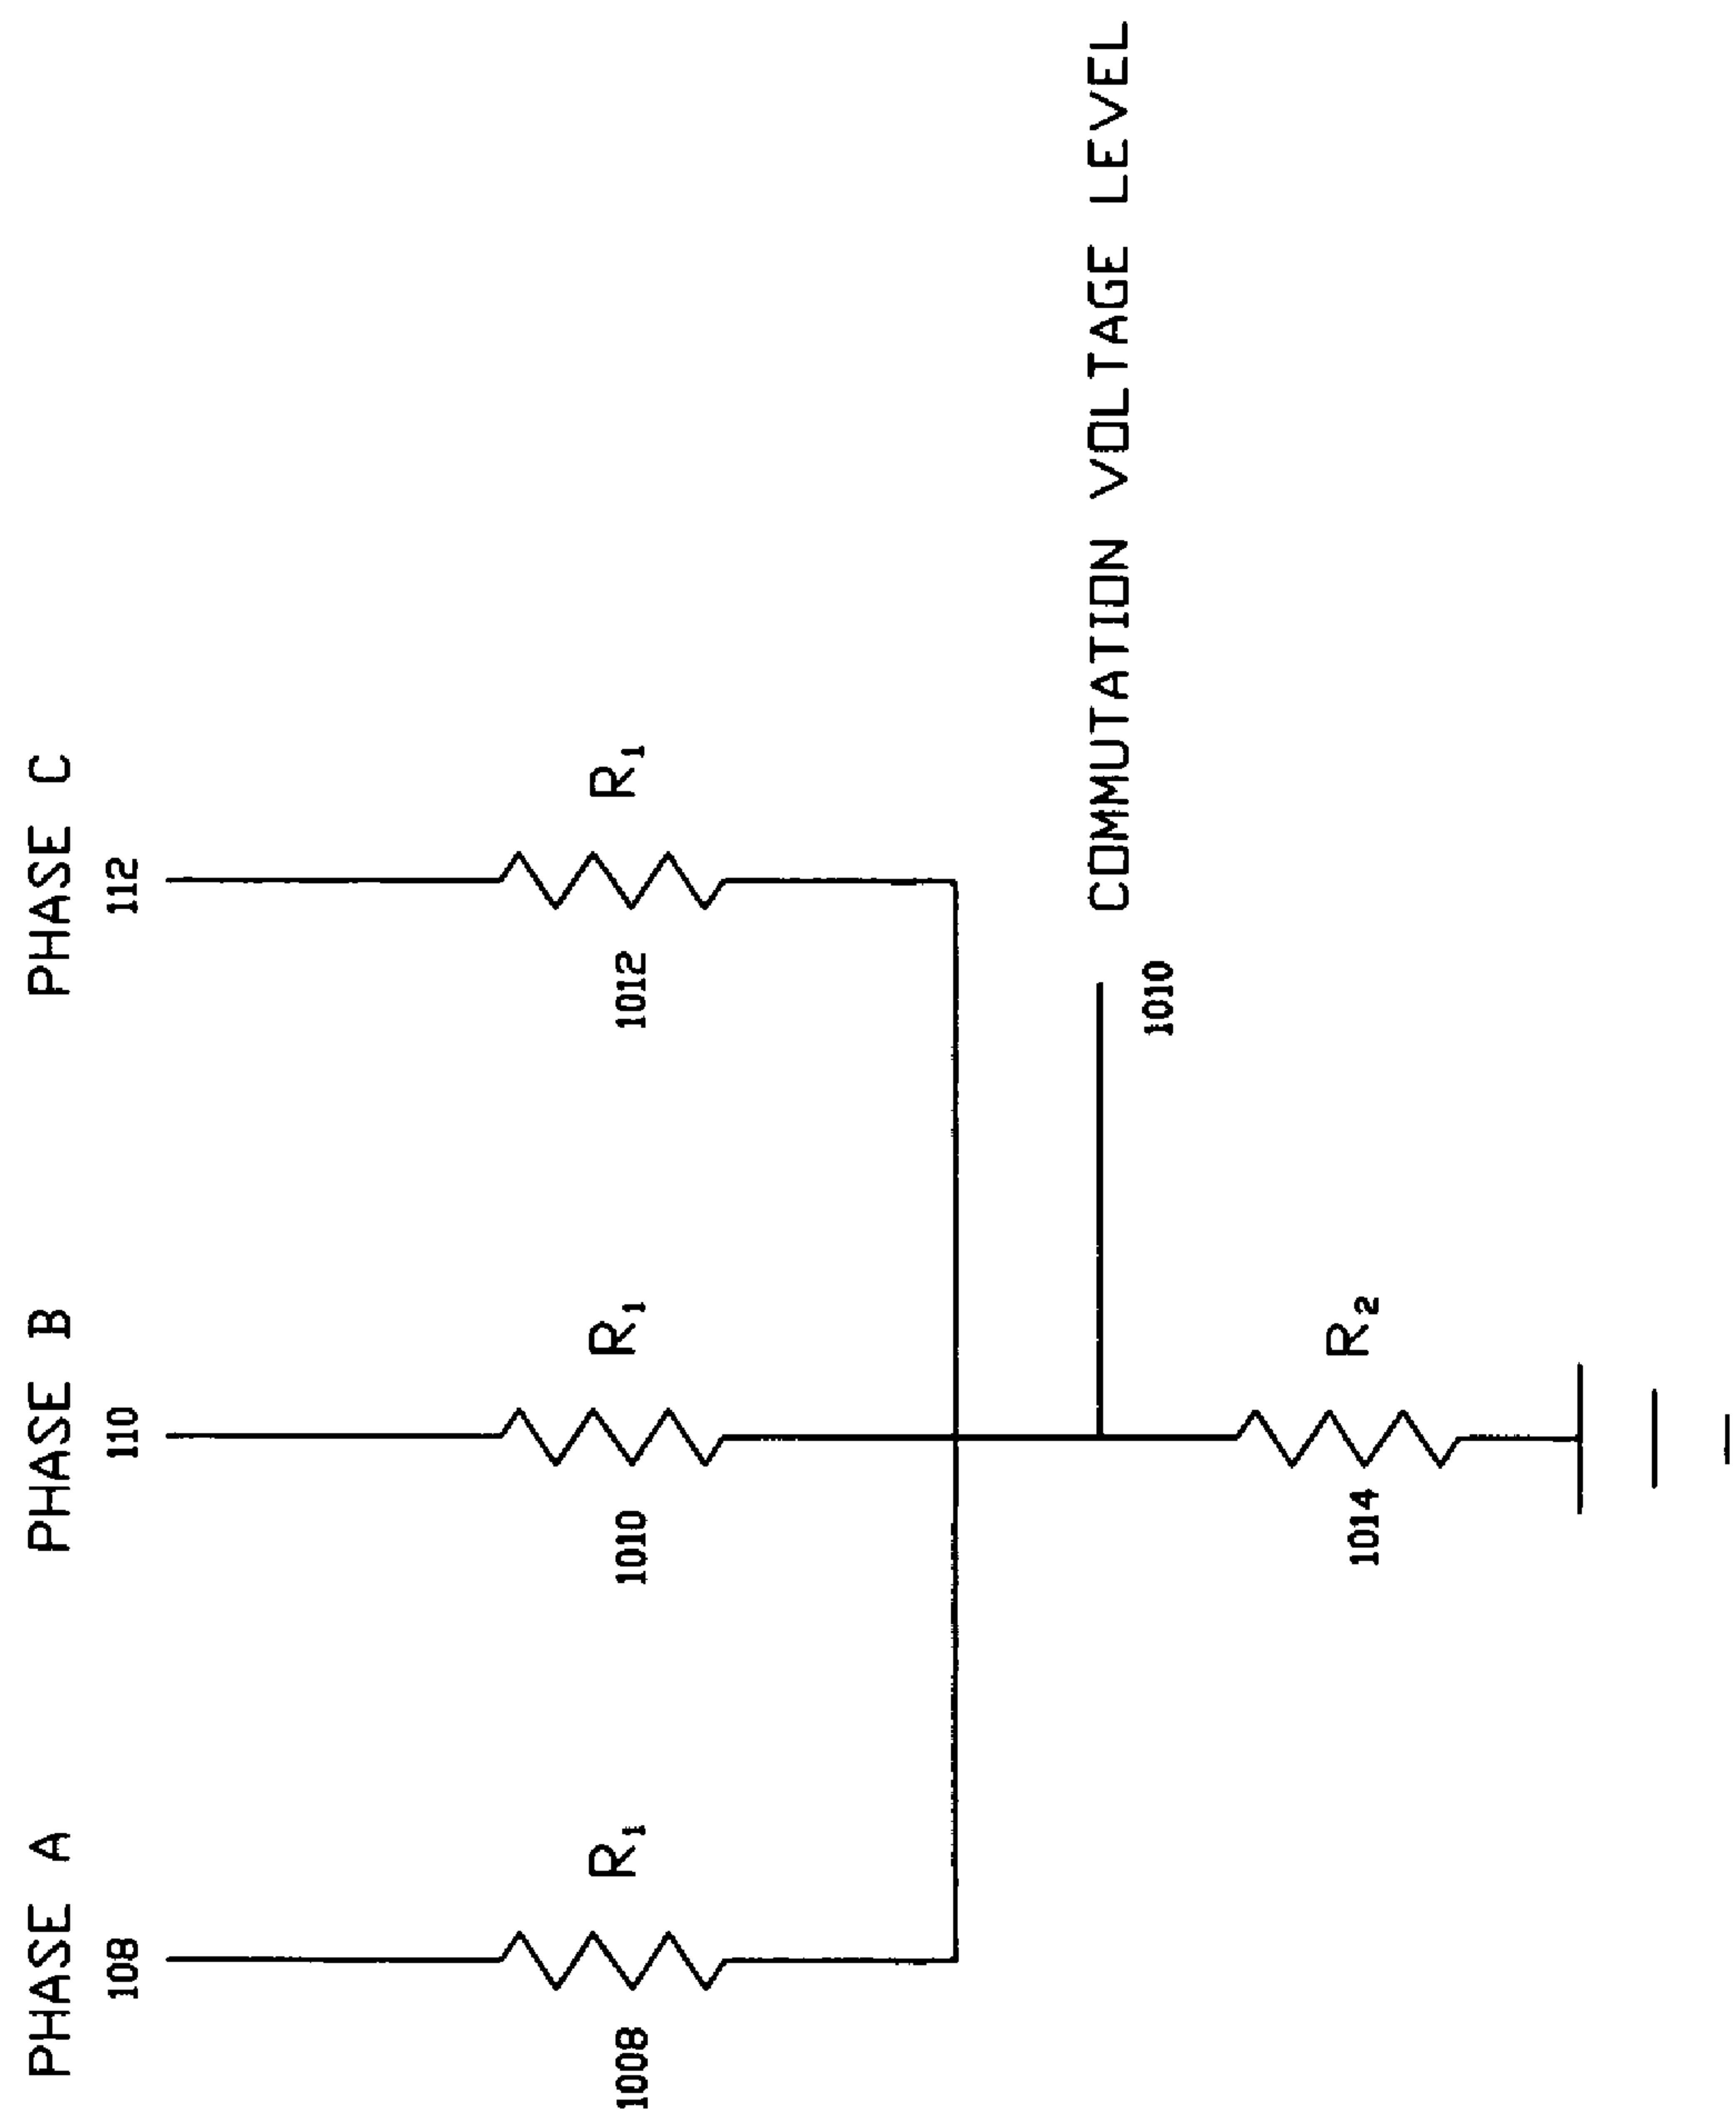 PHASE A
PHASE B
PHASE C
108
110
112
R1
R1
R1
1008
1010
1012
COMMUTATION VOLTAGE LEVEL
1010
R2
1014